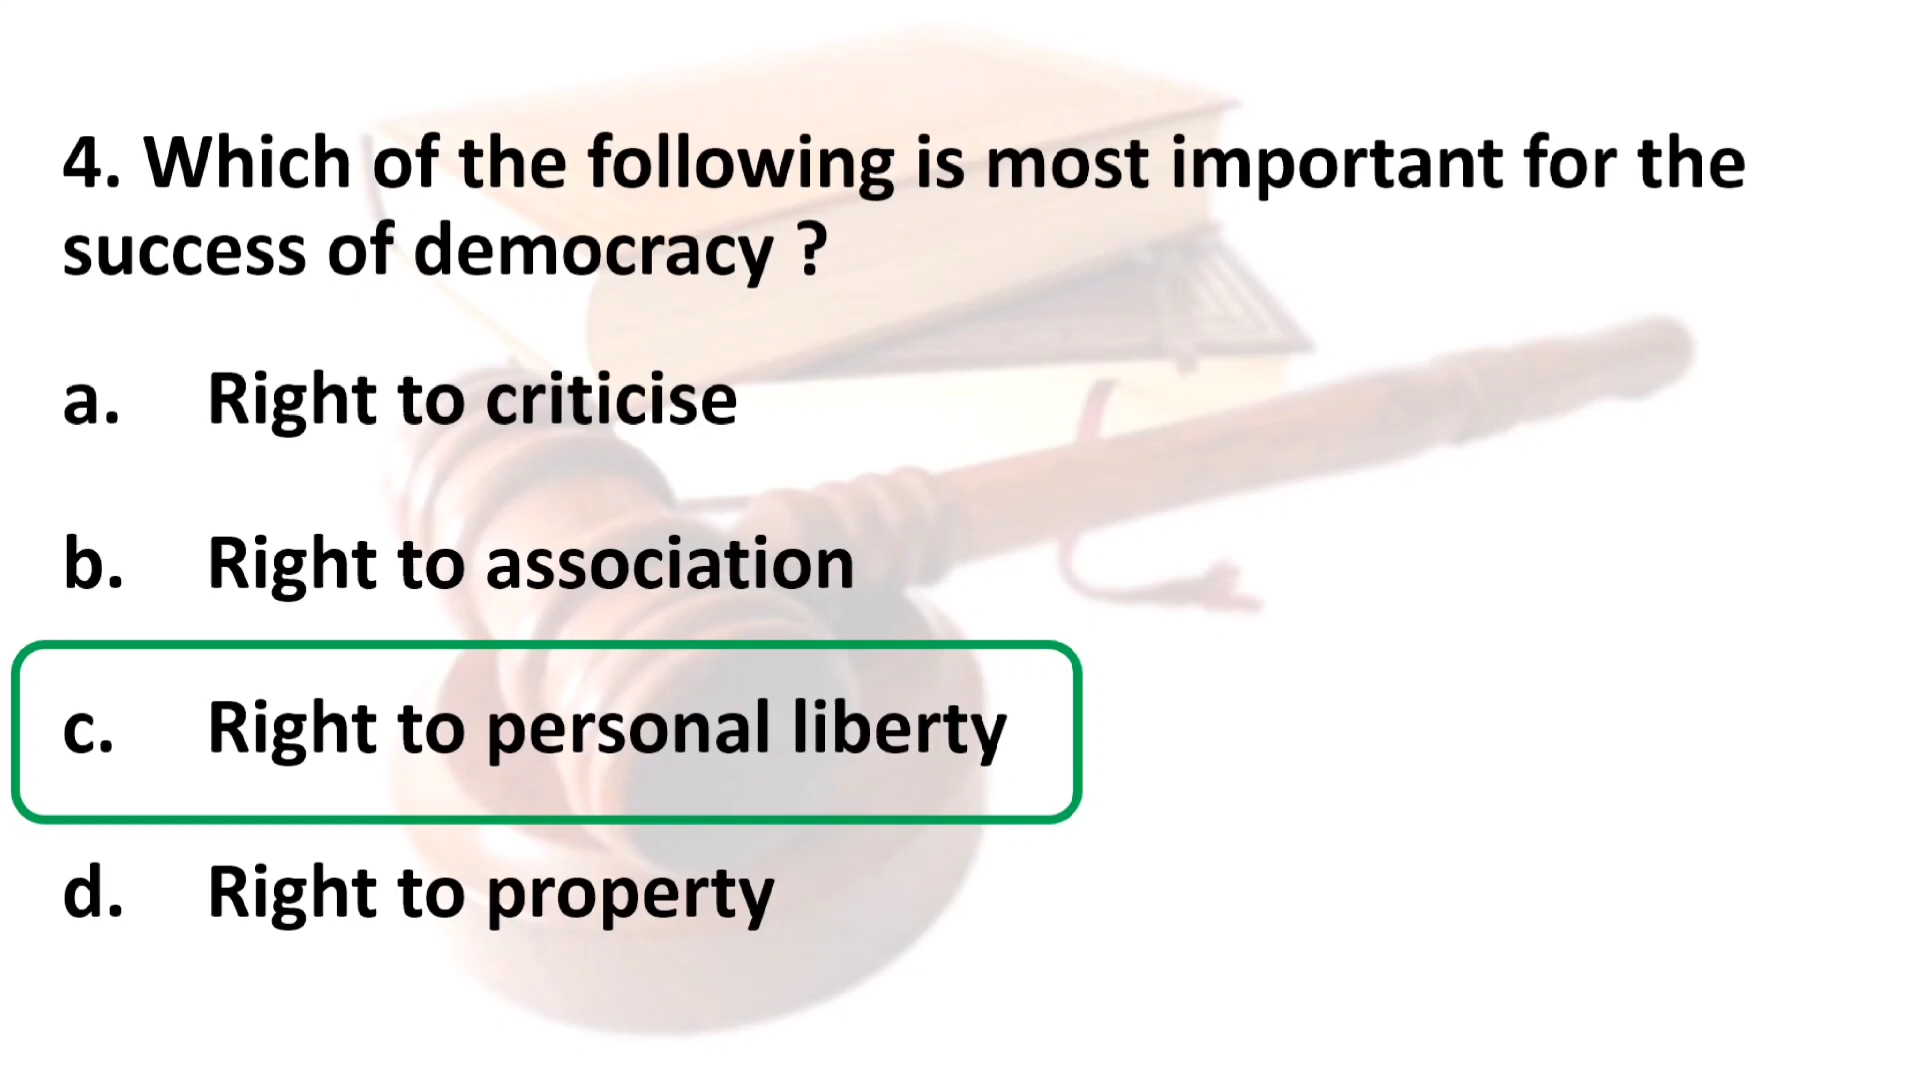 4. Which of the following is most important for the
success of democracy ?
a. Right to criticise
b. Right to association
c. Right to personal liberty
d. Right to property